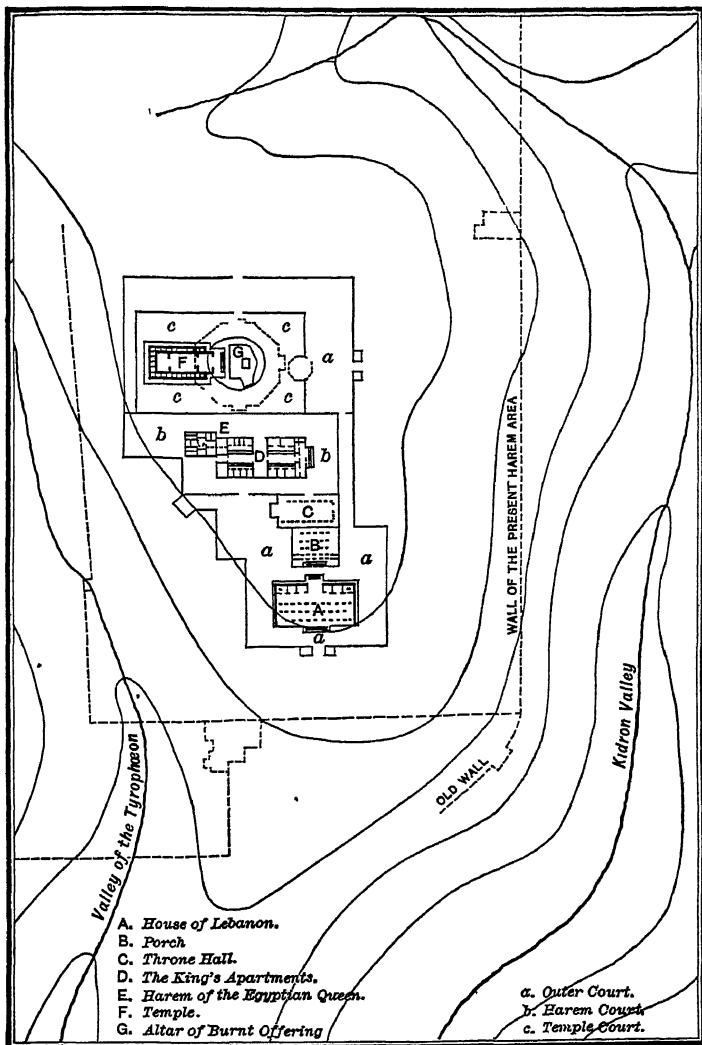 c
c
F
G
a
c
c
E
b
D
b
C
a
B
a
A
a
WALL OF THE PRESENT HAREM AREA
Kidron Valley
OLD WALL
Valley of the Tyrophœon
A. House of Lebanon.
B. Porch
C. Throne Hall.
D. The King's Apartments.
E. Harem of the Egyptian Queen.
F. Temple.
G. Altar of Burnt Offering
a. Outer Court.
b. Harem Court.
c. Temple Court.